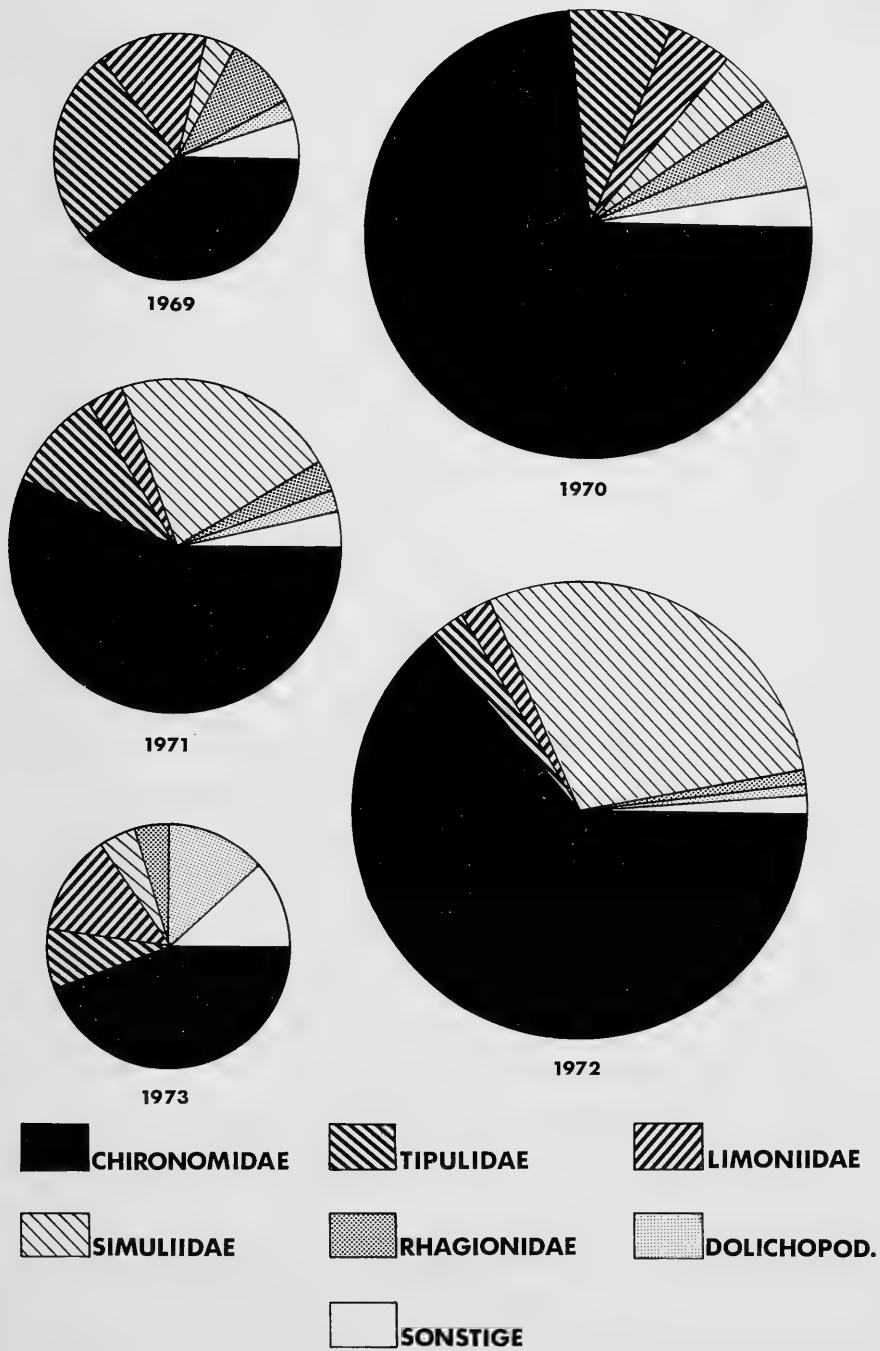 1969
1970
1971
1972
1973
CHIRONOMIDAE
TIPULIDAE
LIMONIIDAE
SIMULIIDAE
RHAGIONIDAE
DOLICHOPOD.
SONSTIGE